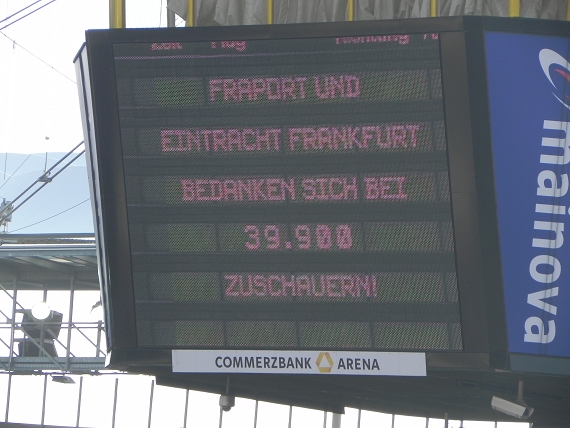 FRAPORT UND
EINTRACHT FRANKFURT
BEDANKEN SICH BEI
39.900
ZUSCHAUERN!
COMMERZBANK ARENA
mainova